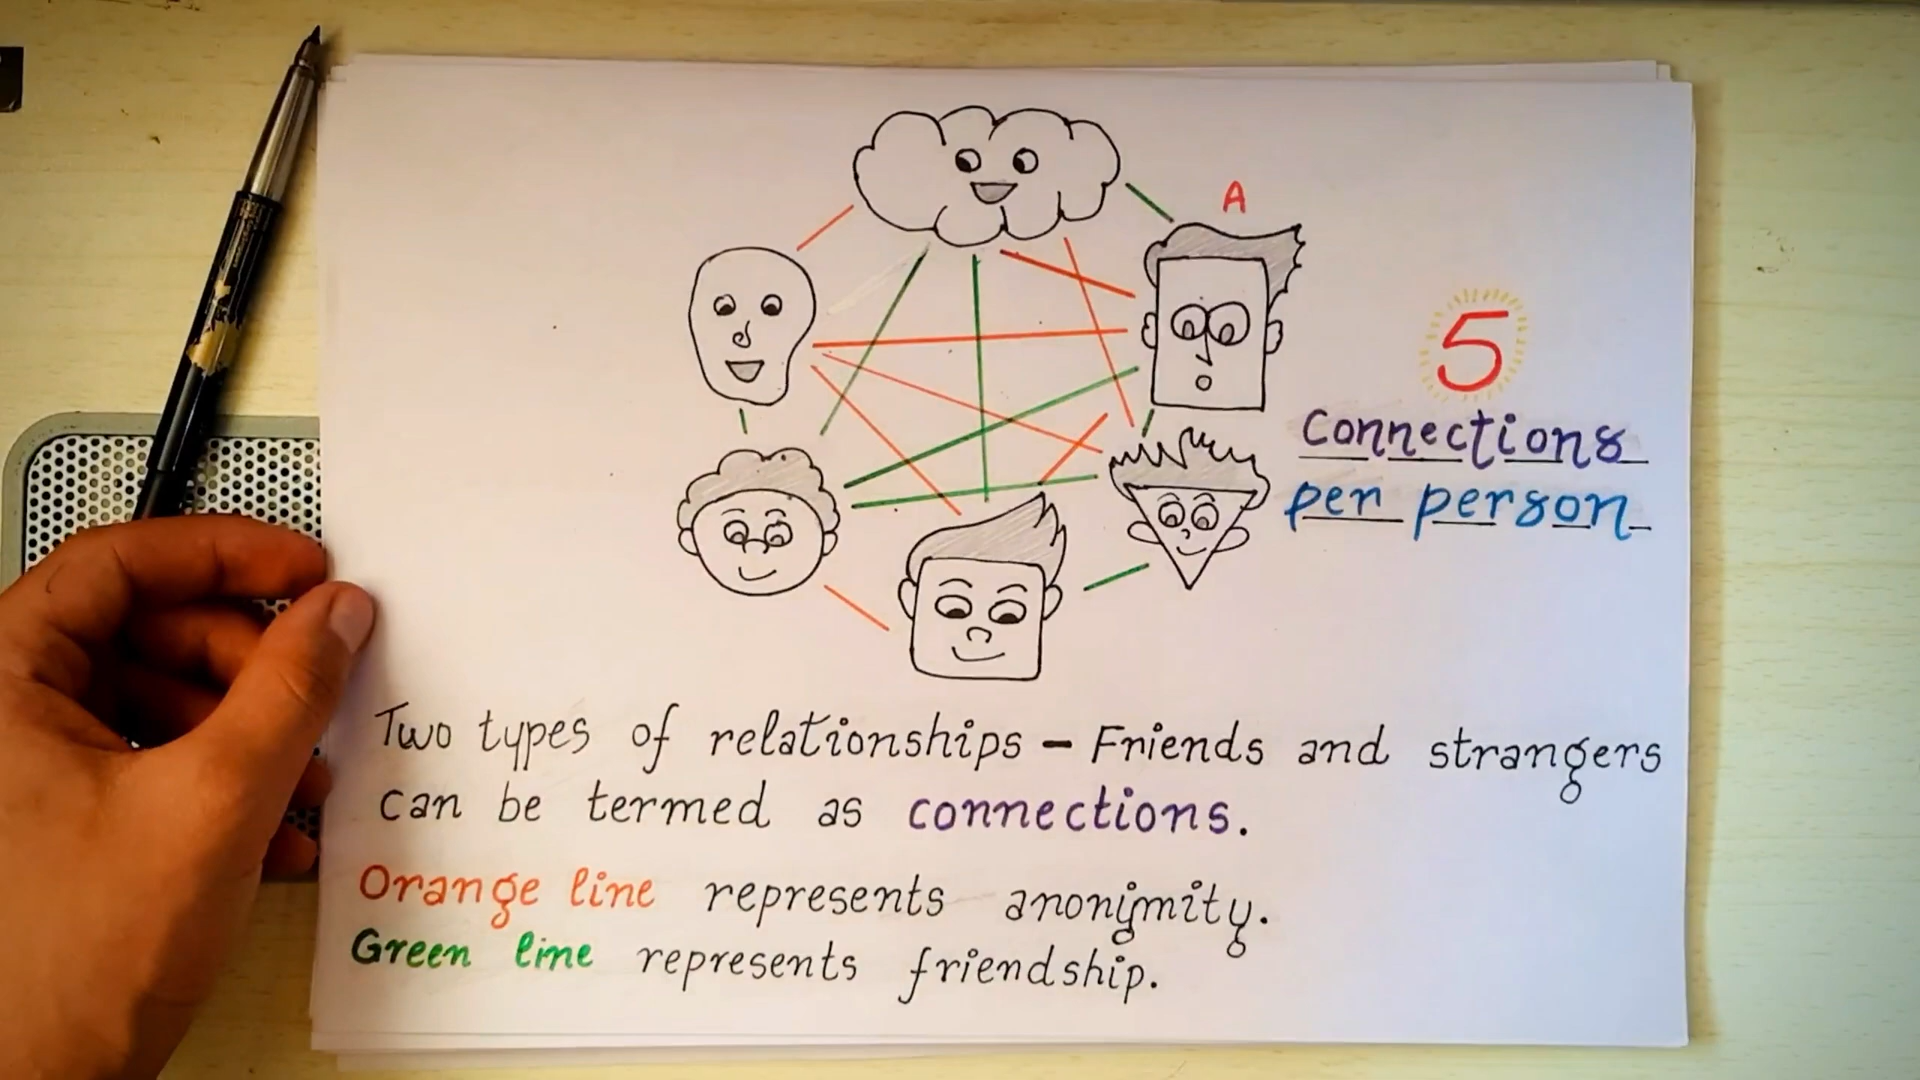 A
5
Connections
per person
Two types of relationships - Friends and strangers
can be termed as connections.
Orange line represents anonijmity.
Green line represents friendship.